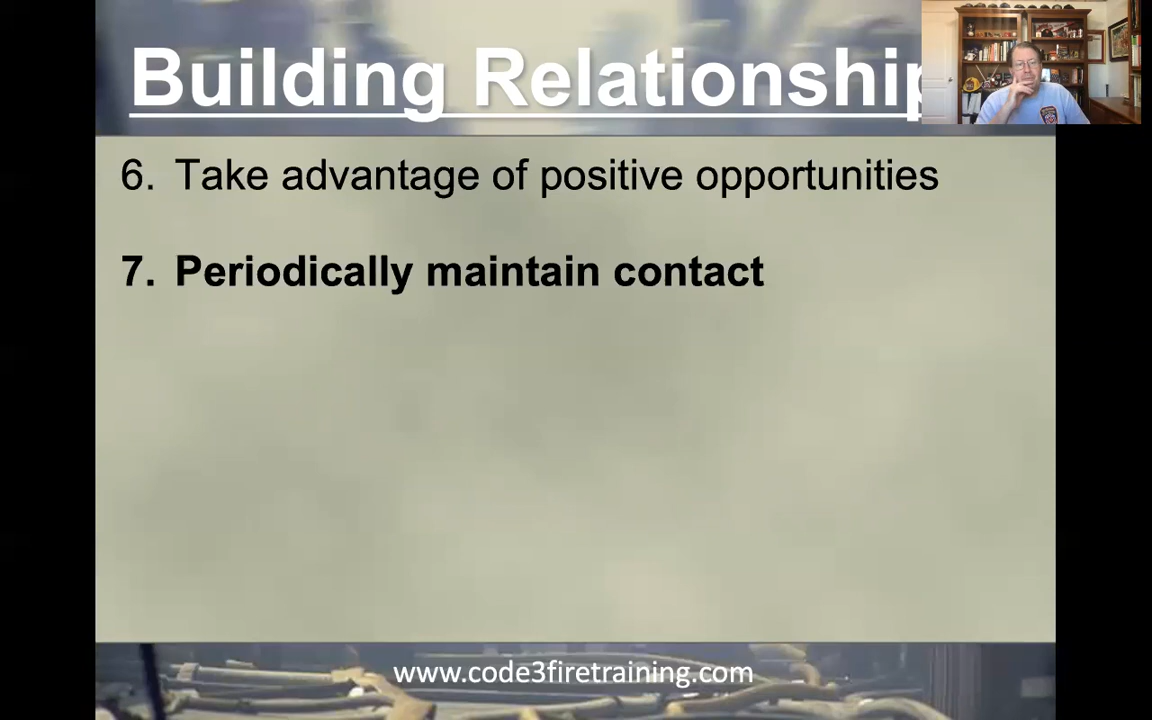 Building Relationship
6. Take advantage of positive opportunities
7. Periodically maintain contact
www.code3firetraining.com